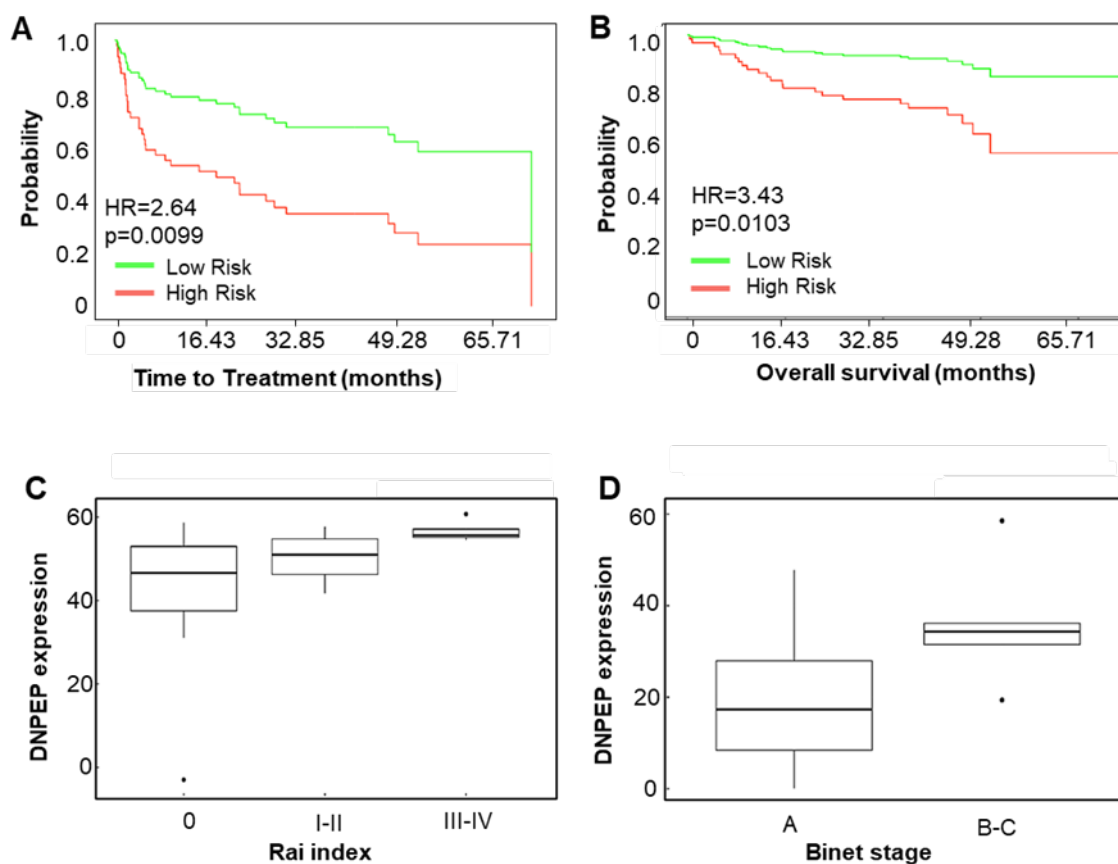 A
1.0
0.8
0.6
0.4
0.2
0
Probability
HR=2.64
p=0.0099
Low Risk
High Risk
0 16.43 32.85 49.28 65.71
Time to Treatment (months)
B
1.0
0.8
0.6
0.4
0.2
0
Probability
HR=3.43
p=0.0103
Low Risk
High Risk
0 16.43 32.85 49.28 65.71
Overall survival (months)
C
60
40
20
0
DNPEP expression
0 I-II III-IV
Rai index
D
60
40
20
0
DNPEP expression
A B-C
Binet stage